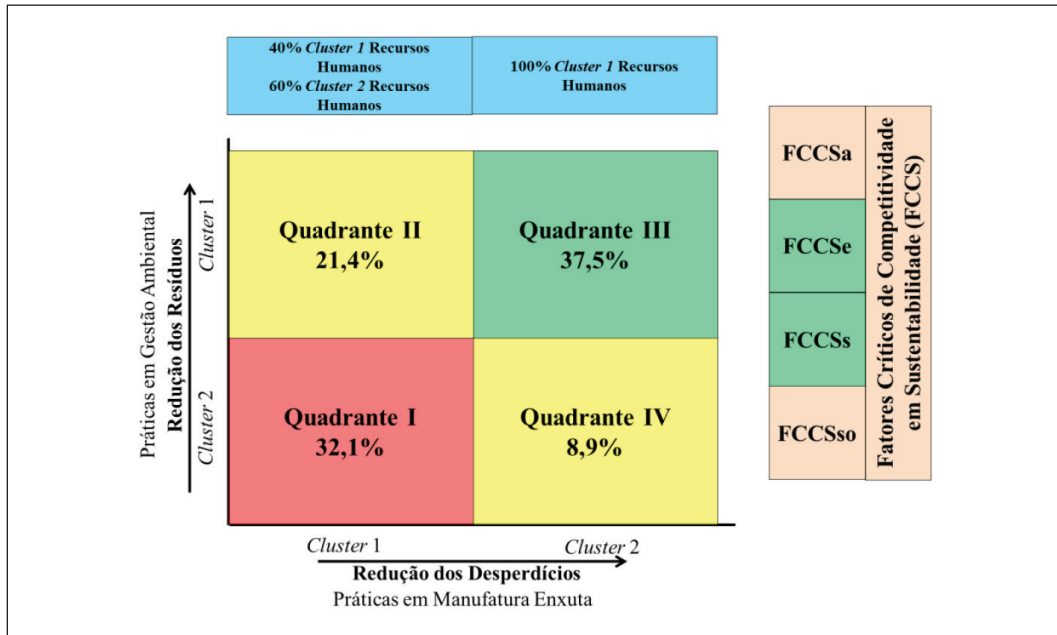 40% Cluster 1 Recursos
Humanos
60% Cluster 2 Recursos
Humanos
100% Cluster 1 Recursos
Humanos
Práticas em Gestão Ambiental
Redução dos Resíduos
Cluster 1
Cluster 2
Quadrante II
21,4%
Quadrante III
37,5%
Quadrante I
32,1%
Quadrante IV
8,9%
Cluster 1
Cluster 2
Redução dos Desperdícios
Práticas em Manufatura Enxuta
FCCSa
FCCSe
FCCSs
FCCSso
Fatores Críticos de Competitividade
em Sustentabilidade (FCCS)